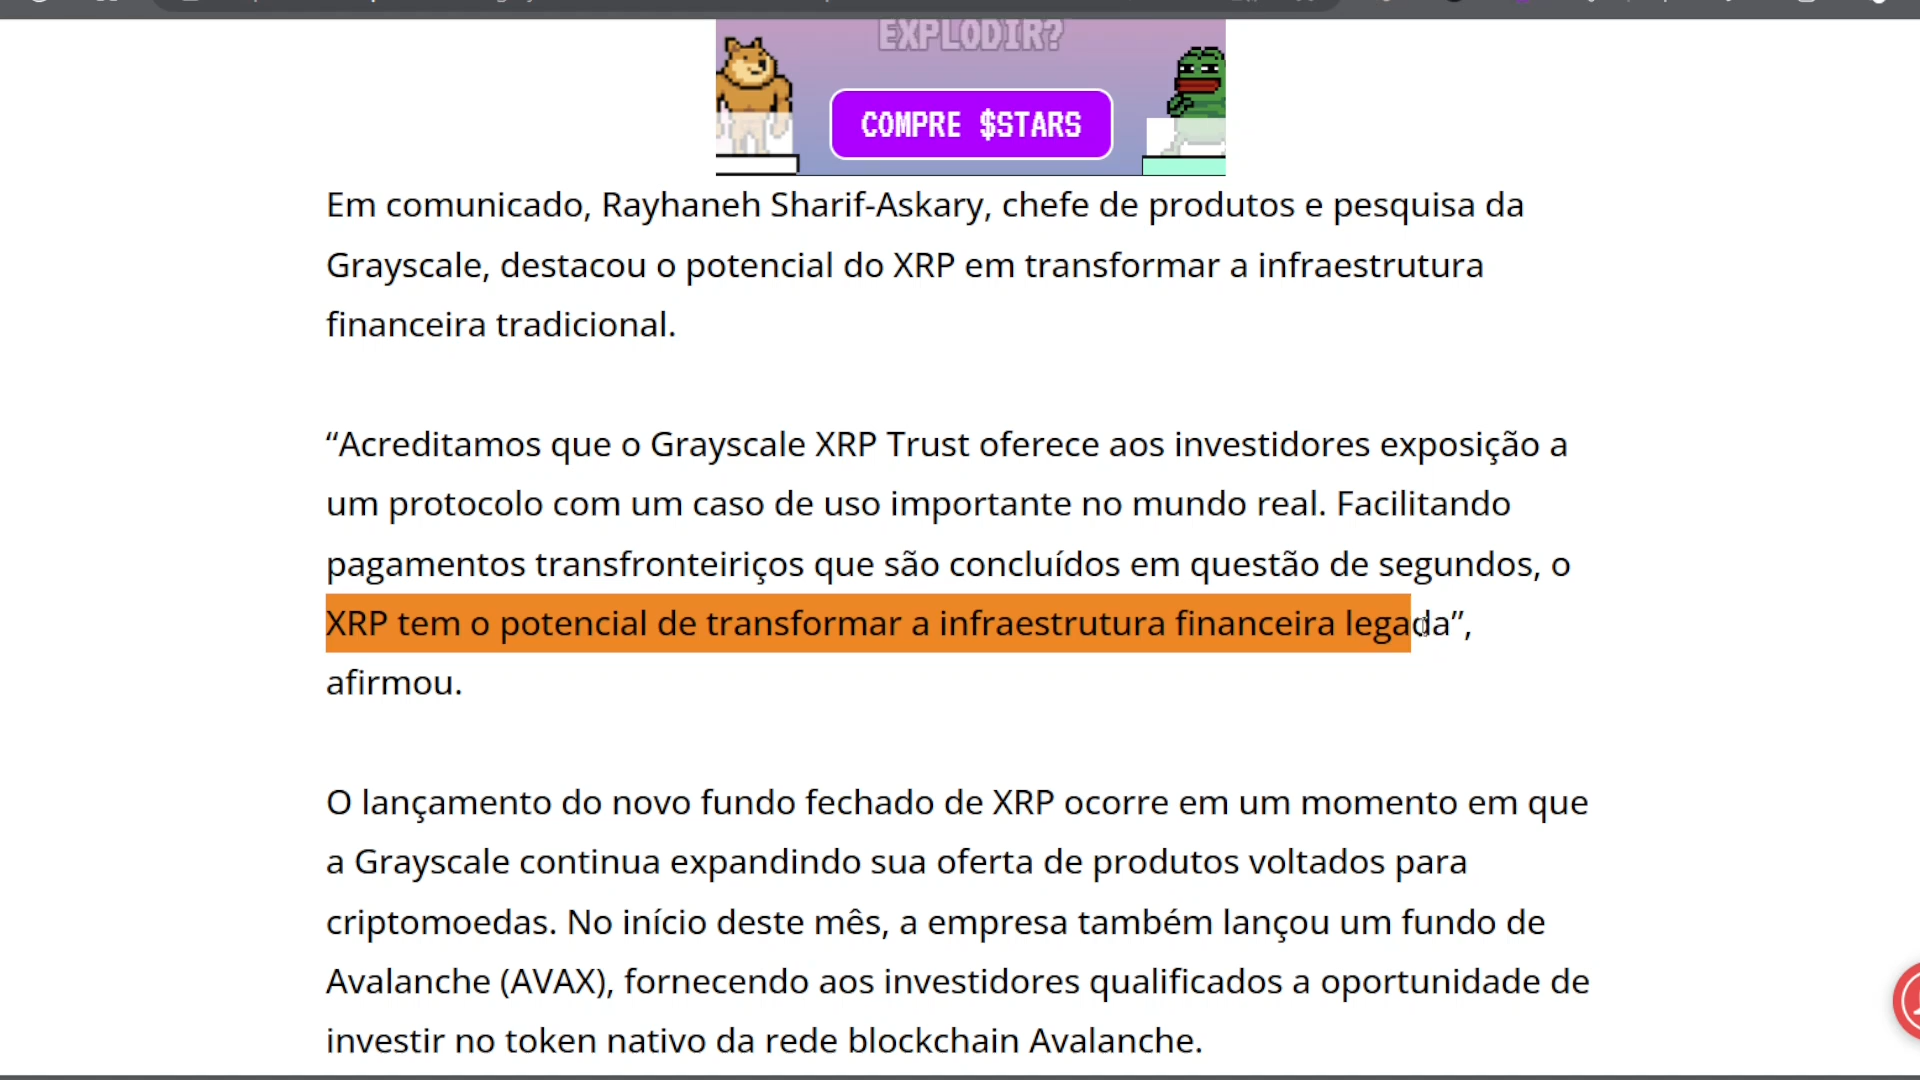 EXPLODIR?
COMPRE $STARS
Em comunicado, Rayhaneh Sharif-Askary, chefe de produtos e pesquisa da
Grayscale, destacou o potencial do XRP em transformar a infraestrutura
financeira tradicional.
“Acreditamos que o Grayscale XRP Trust oferece aos investidores exposição a
um protocolo com um caso de uso importante no mundo real. Facilitando
pagamentos transfronteiriços que são concluídos em questão de segundos, o
XRP tem o potencial de transformar a infraestrutura financeira legada”,
afirmou.
O lançamento do novo fundo fechado de XRP ocorre em um momento em que
a Grayscale continua expandindo sua oferta de produtos voltados para
criptomoedas. No início deste mês, a empresa também lançou um fundo de
Avalanche (AVAX), fornecendo aos investidores qualificados a oportunidade de
investir no token nativo da rede blockchain Avalanche.